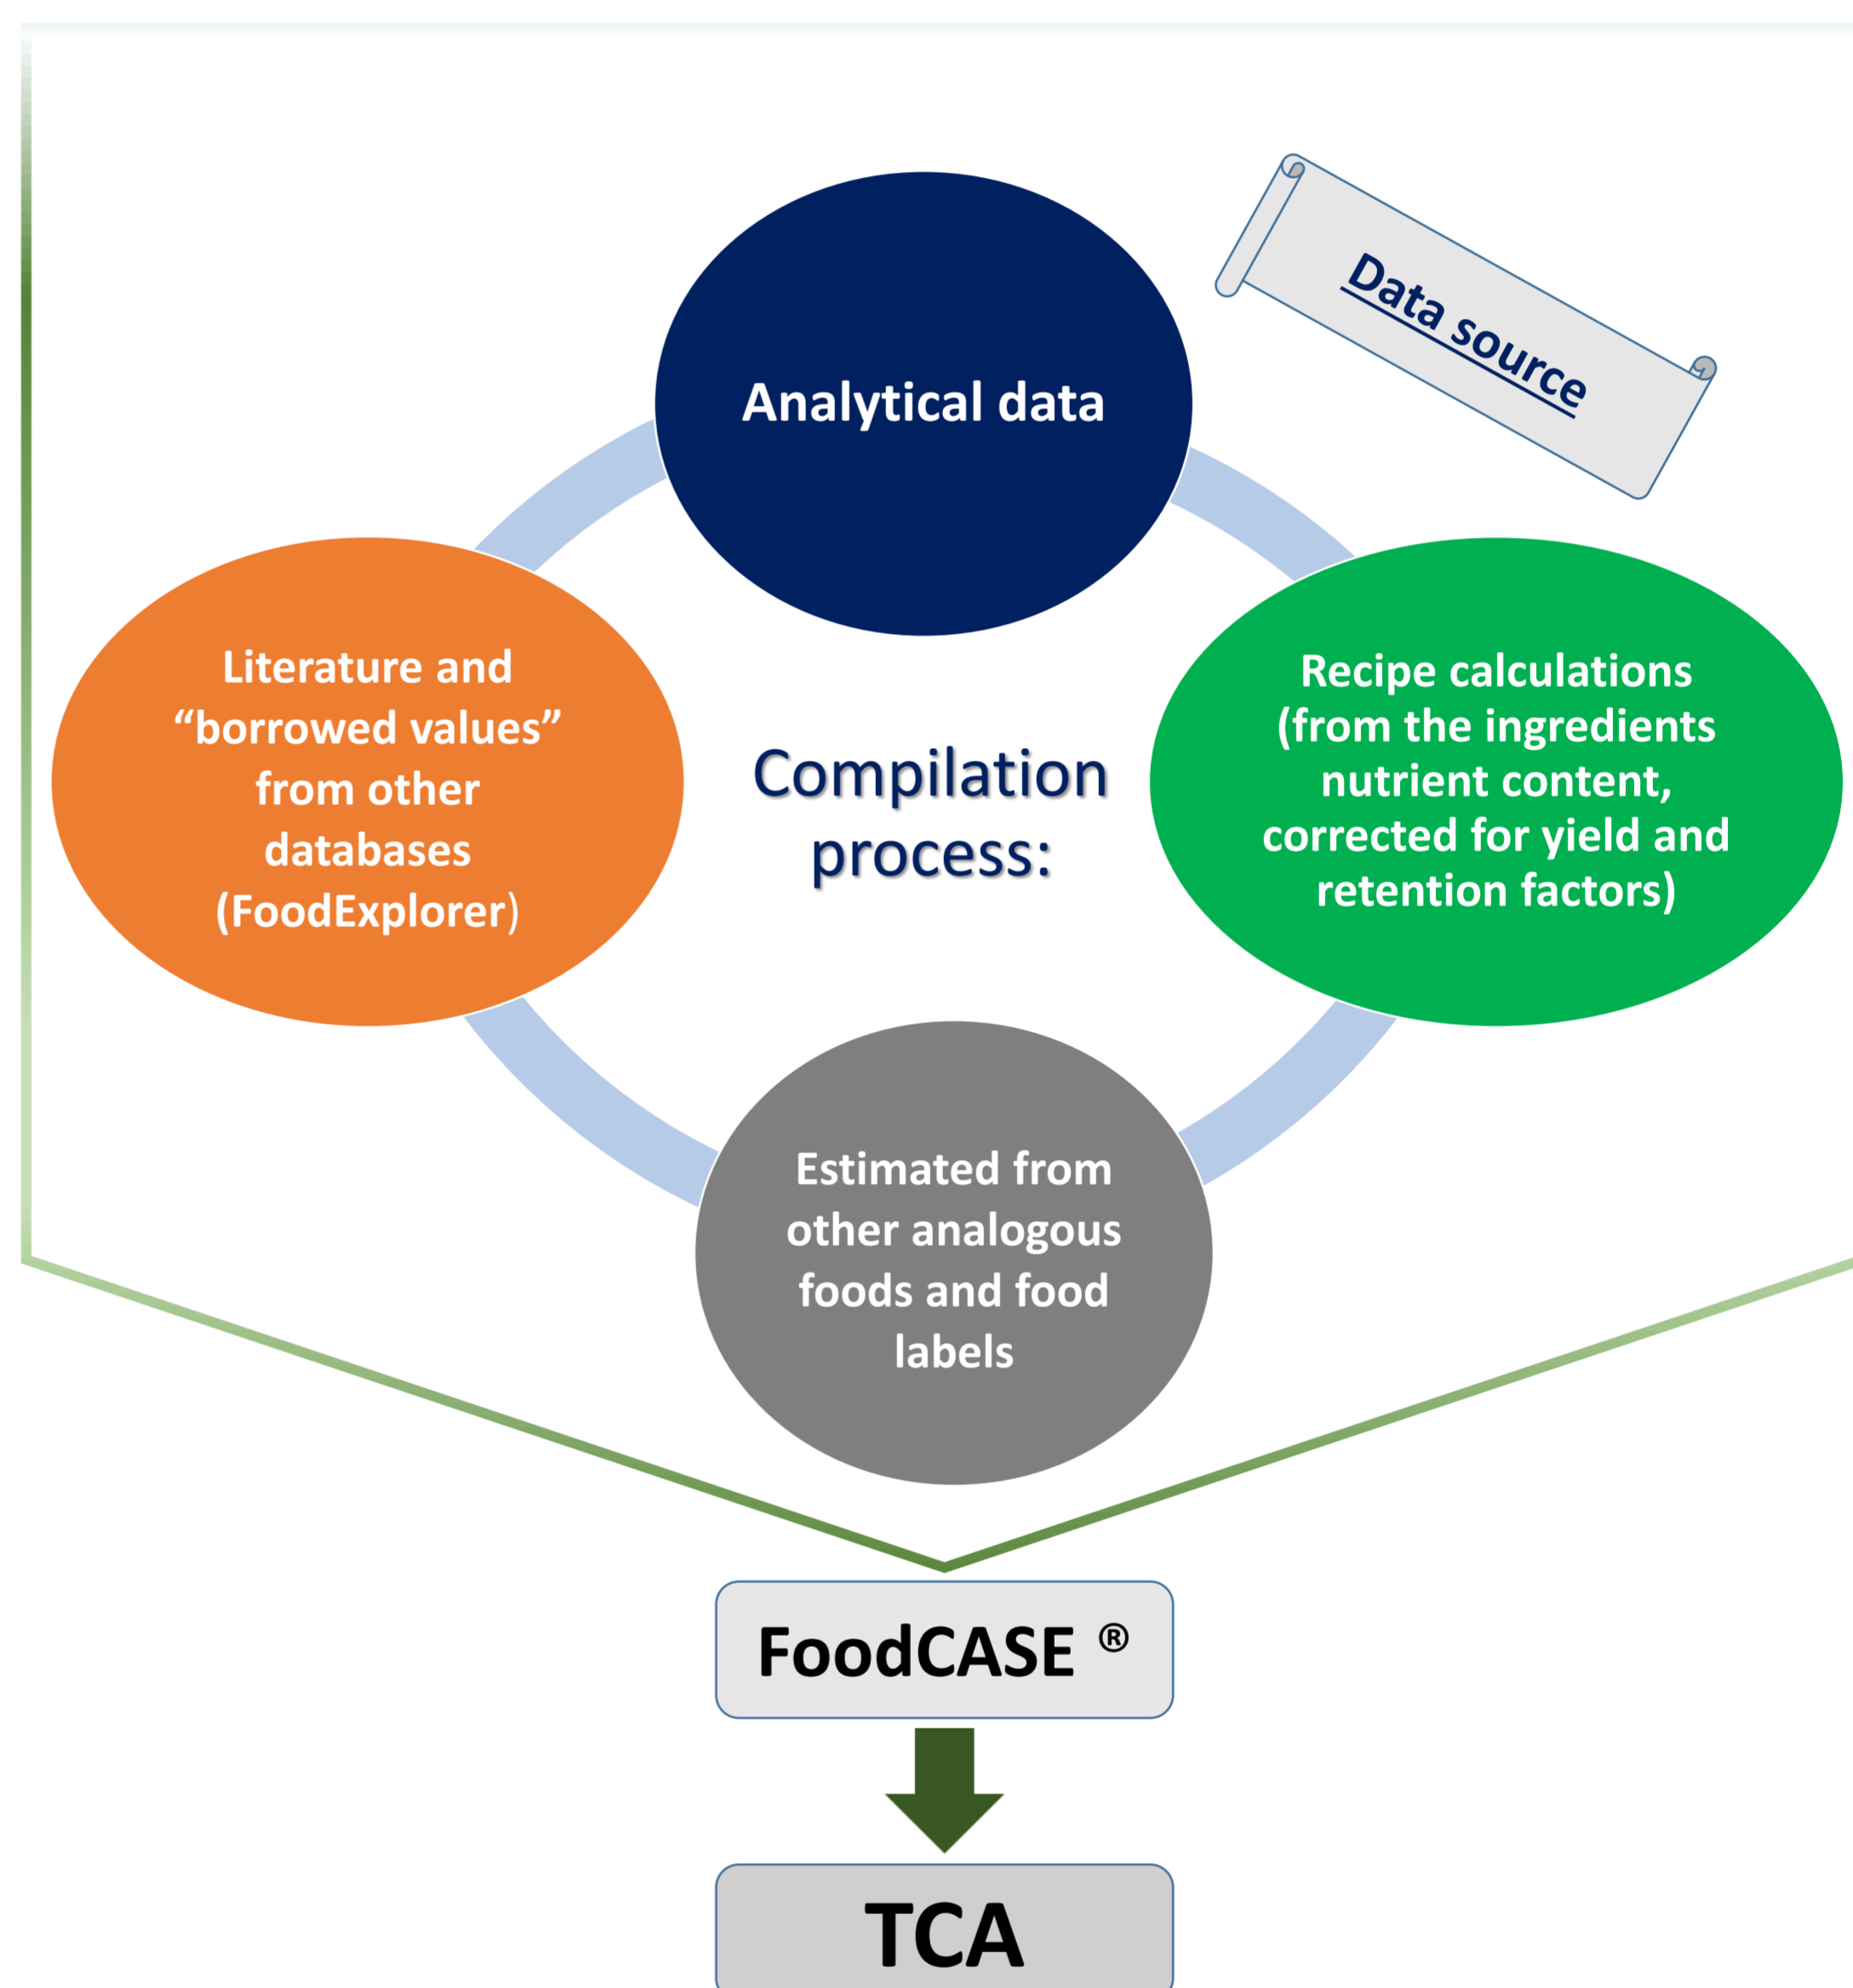 Data source
Analytical data
Literature and
“borrowed values”
from other
databases
(FoodExplorer)
Compilation
process:
Recipe calculations
(from the ingredients
nutrient content,
corrected for yield and
retention factors)
Estimated from
other analogous
foods and food
labels
FoodCASE ®
TCA